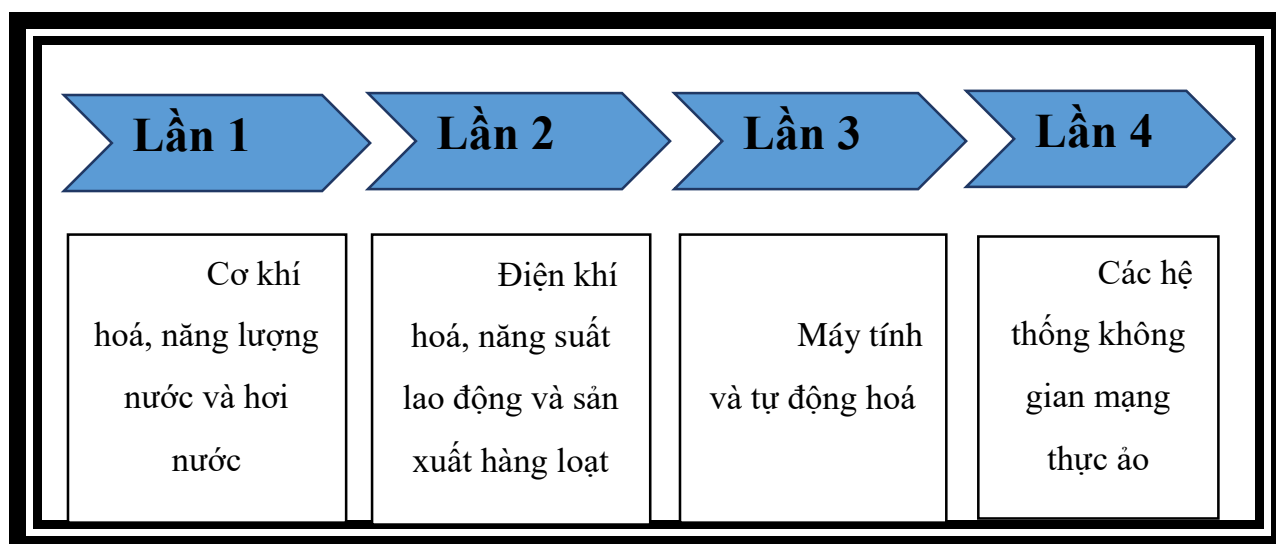 Lần 1
Lần 2
Lần 3
Lần 4
Cơ khí
hoá, năng lượng
nước và hơi
nước
Điện khí
hoá, năng suất
lao động và sản
xuất hàng loạt
Máy tính
và tự động hoá
Các hệ
thống không
gian mạng
thực ảo